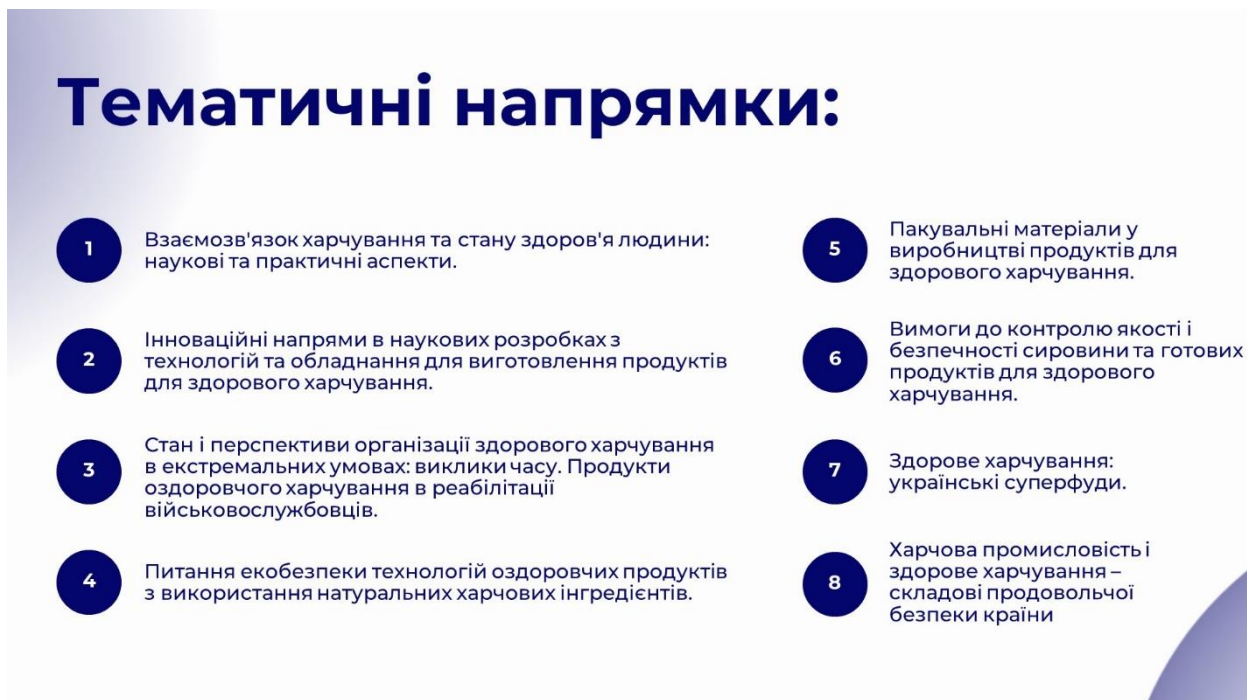 Тематичні напрямки:
1
Взаємозв'язок харчування та стану здоров'я людини:
наукові та практичні аспекти.
2
Інноваційні напрями в наукових розробках з
технологій та обладнання для виготовлення продуктів
для здорового харчування.
3
Стан і перспективи організації здорового харчування
в екстремальних умовах: виклики часу. Продукти
оздоровчого харчування в реабілітації
військовослужбовців.
4
Питання екобезпеки технологій оздоровчих продуктів
з використання натуральних харчових інгредієнтів.
5
Пакувальні матеріали у
виробництві продуктів для
здорового харчування.
6
Вимоги до контролю якості і
безпечності сировини та готових
продуктів для здорового
харчування.
7
Здорове харчування:
українські суперфуди.
8
Харчова промисловість і
здорове харчування –
складові продовольчої
безпеки країни